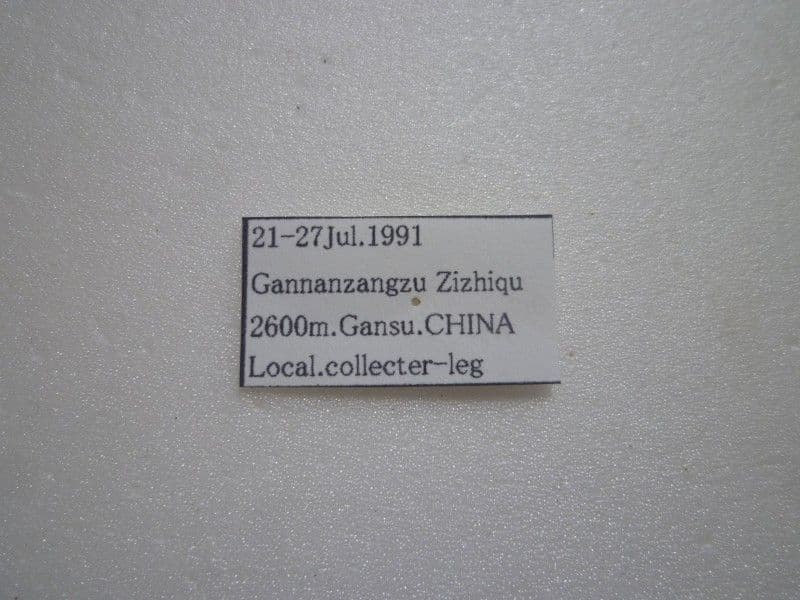 21-27Jul.1991
Gannanzangzu Zizhiqu
2600m.Gansu.CHINA
Local.collecter-leg